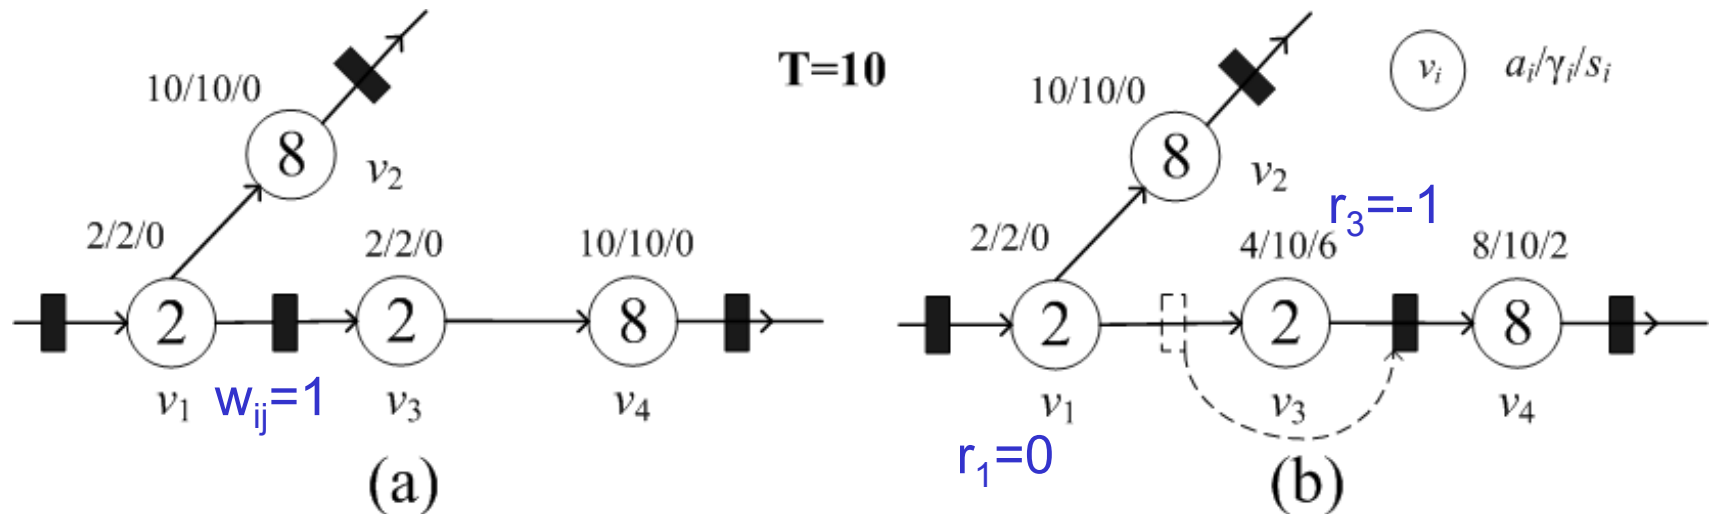 T=10
10/10/0
8
v₂
2/2/0
2/2/0
10/10/0
2
2
8
v₁
wᵢⱼ=1
v₃
v₄
(a)
10/10/0
vᵢ
aᵢ/γᵢ/sᵢ
8
v₂
r₃=-1
2/2/0
4/10/6
8/10/2
2
2
8
v₁
v₃
v₄
r₁=0
(b)